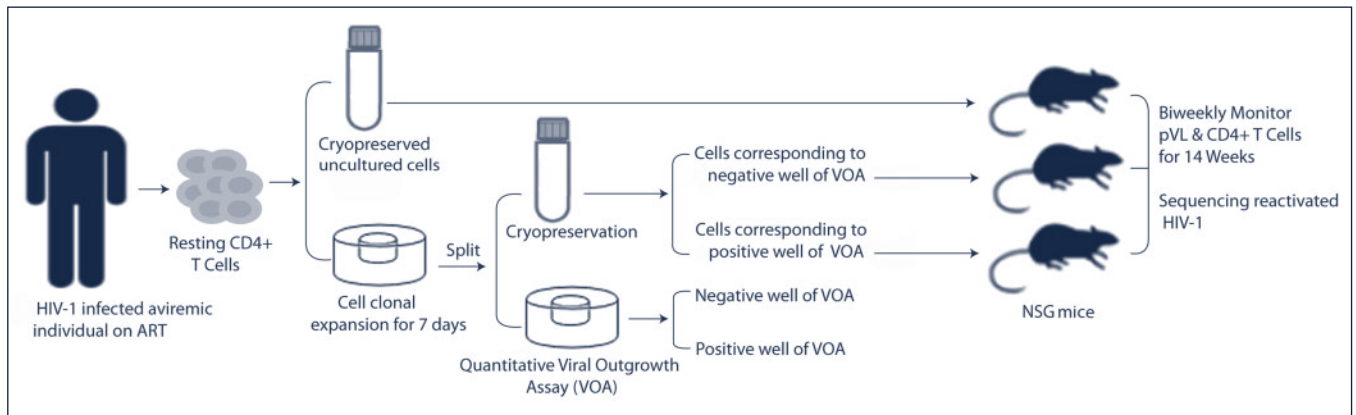 HIV-1 infected aviremic
individual on ART
Resting CD4+
T Cells
Cryopreserved
uncultured cells
Cell clonal
expansion for 7 days
Split
Cryopreservation
Quantitative Viral Outgrowth
Assay (VOA)
Cells corresponding to
negative well of VOA
Cells corresponding to
positive well of VOA
Negative well of VOA
Positive well of VOA
NSG mice
Biweekly Monitor
pVL & CD4+ T Cells
for 14 Weeks
Sequencing reactivated
HIV-1